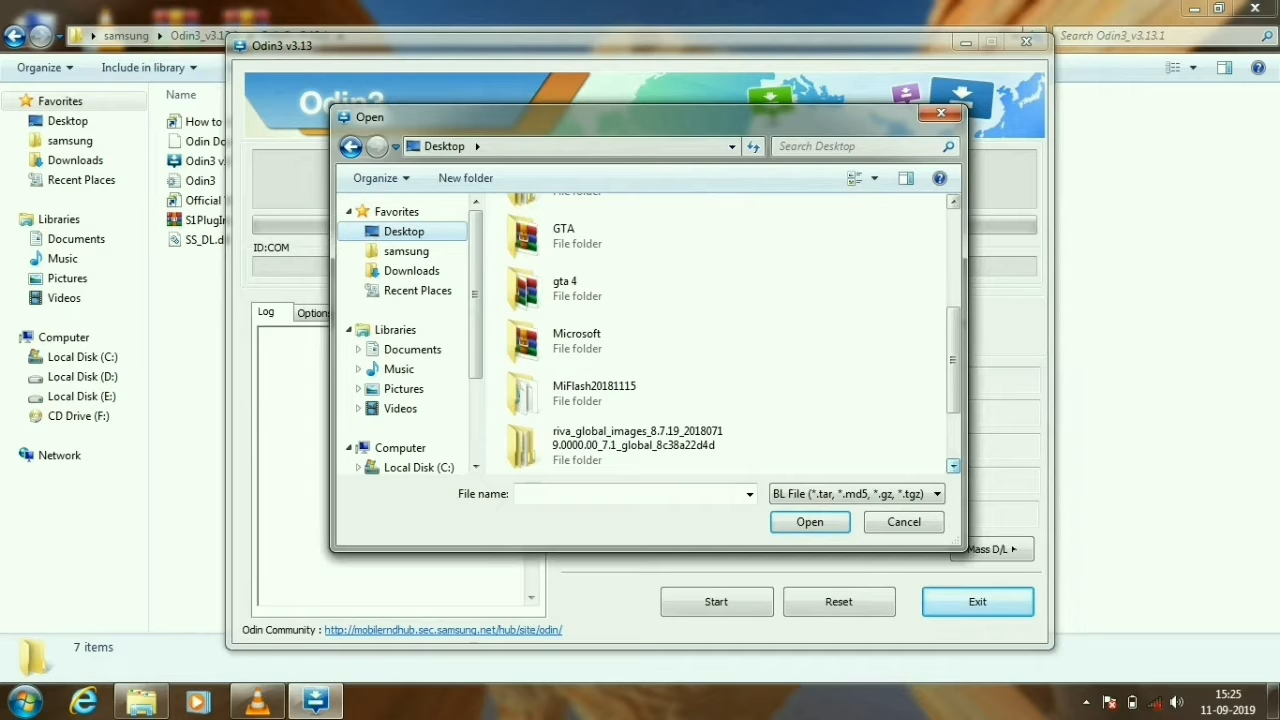 samsung
Odin3_v3.13.1
Search Odin3_v3.13.1
Odin3 v3.13
Organize
Include in library
Favorites
Desktop
samsung
Downloads
Recent Places
Libraries
Documents
Music
Pictures
Videos
Computer
Local Disk (C:)
Local Disk (D:)
Local Disk (E:)
CD Drive (F:)
Network
Name
How to
Odin Do
Odin3 v
Odin3
Official
S1PlugIn
SS_DL.d
7 items
Odin3
ID:COM
Log
Options
Open
Desktop
Search Desktop
Organize
New folder
Favorites
Desktop
samsung
Downloads
Recent Places
Libraries
Documents
Music
Pictures
Videos
Computer
Local Disk (C:)
File folder
GTA
File folder
gta 4
File folder
Microsoft
File folder
MiFlash20181115
File folder
riva_global_images_8.7.19_2018071
9.0000.00_7.1_global_8c38a22d4d
File folder
File name:
BL File (*.tar, *.md5, *.gz, *.tgz)
Open
Cancel
Mass D/L
Start
Reset
Exit
Odin Community : http://mobilerndhub.sec.samsung.net/hub/site/odin/
15:25
11-09-2019